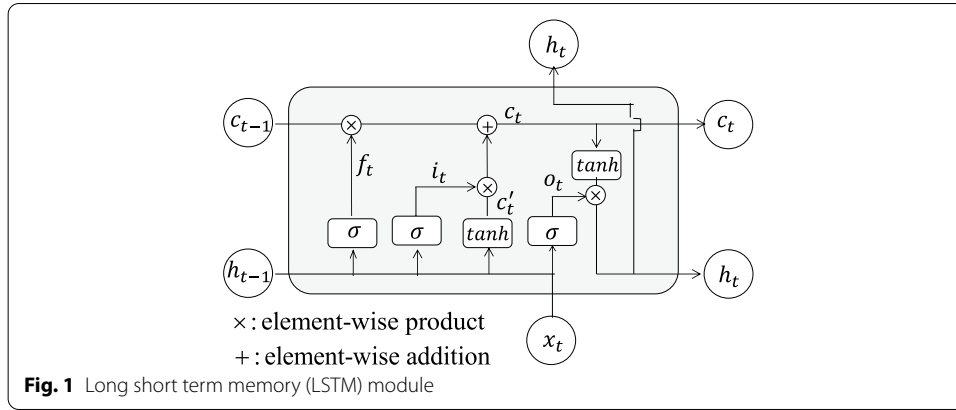 h_t
c_{t-1}
×
+
c_t
c_t
f_t
i_t
×
tanh
o_t
×
c'_t
σ
σ
tanh
σ
h_{t-1}
h_t
×: element-wise product
x_t
+: element-wise addition
Fig. 1 Long short term memory (LSTM) module